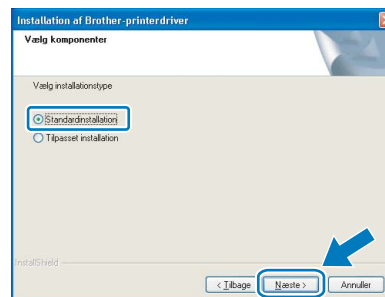 Installation af Brother-printerdriver
Vælg komponenter
Vælg installationstype
Standardinstallation
Tilpasset installation
InstallShield
< Tilbage
Næste >
Annuller